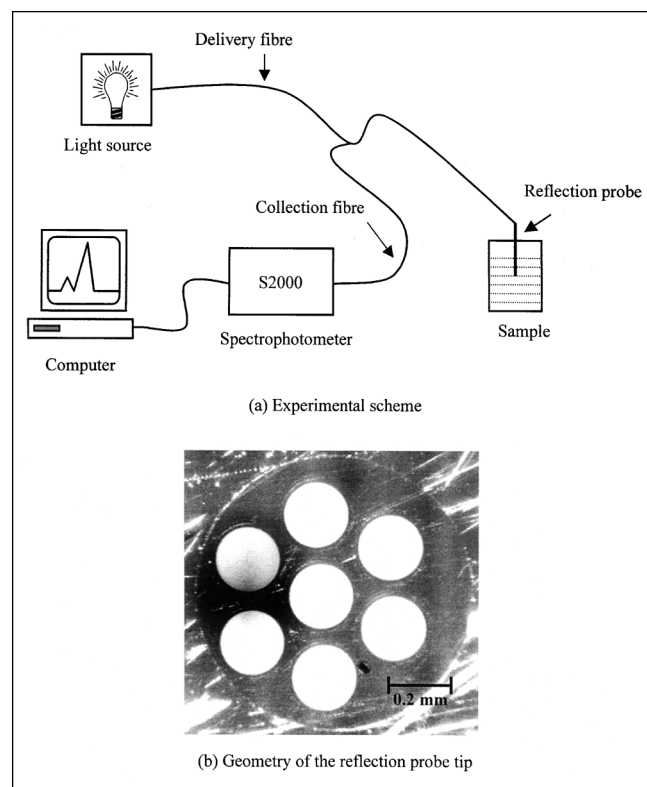 Delivery fibre
Light source
Reflection probe
Collection fibre
S2000
Spectrophotometer
Sample
Computer
(a) Experimental scheme
0.2 mm
(b) Geometry of the reflection probe tip